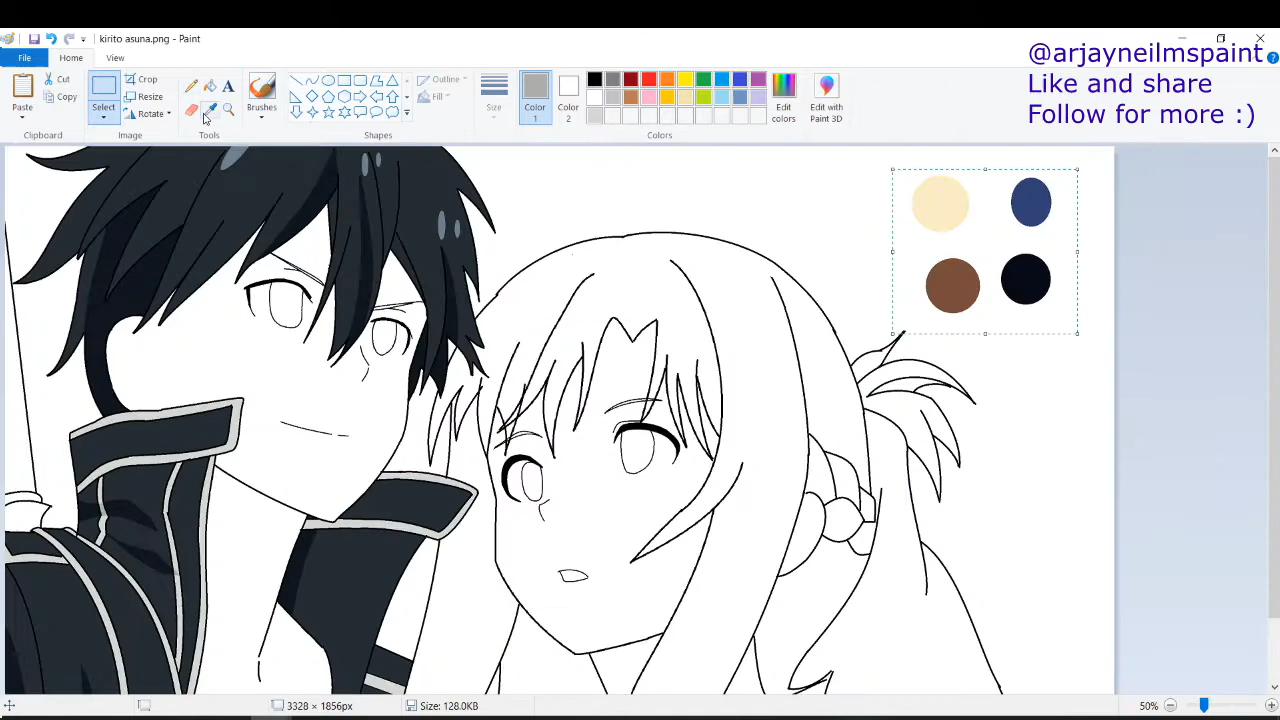 kirito asuna.png - Paint
@arjayneilmspaint
Like and share
Follow for more :)
File
Home
View
Paste
Cut
Copy
Clipboard
Select
Crop
Resize
Rotate
Image
Tools
Brushes
Shapes
Outline
Fill
Size
Color
1
Color
2
Edit
colors
Edit with
Paint 3D
Colors
3328 × 1856px
Size: 128.0KB
50%